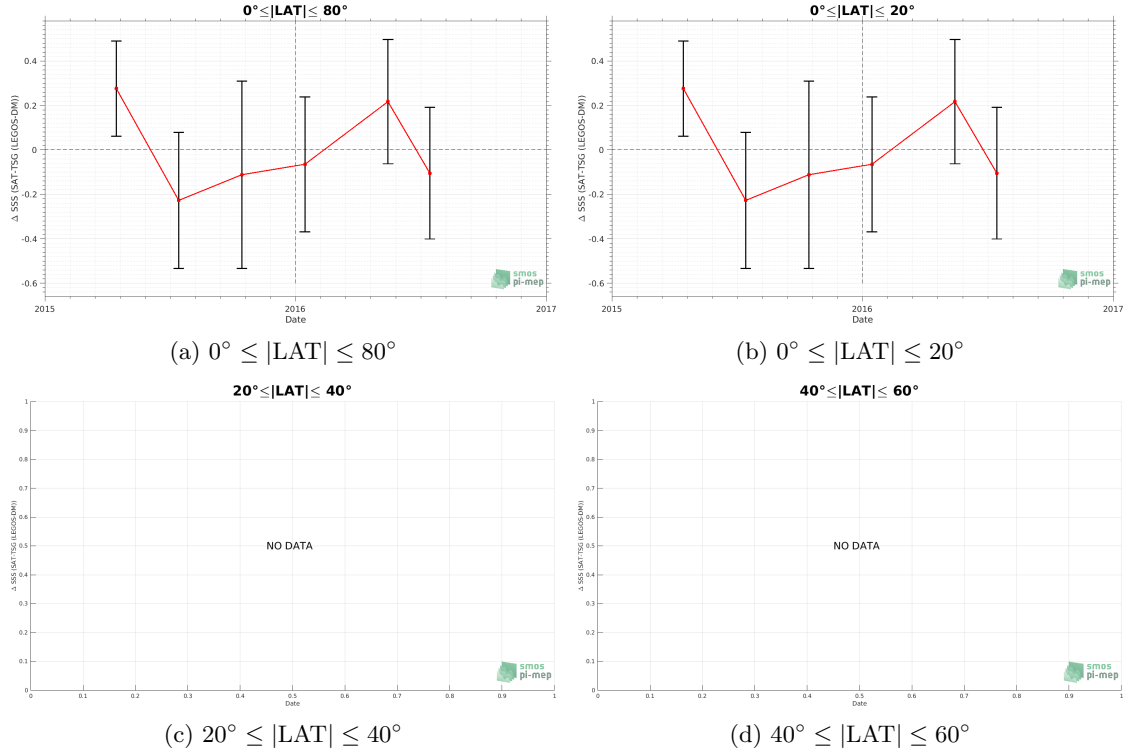 0°≤|LAT|≤ 80°
Δ SSS (SAT-TSG (LEGOS-DM))
0.4
0.2
0
-0.2
-0.4
-0.6
2015
2016
2017
Date
smos
pi-mep
(a) 0° ≤ |LAT| ≤ 80°
0°≤|LAT|≤ 20°
Δ SSS (SAT-TSG (LEGOS-DM))
0.4
0.2
0
-0.2
-0.4
-0.6
2015
2016
2017
Date
smos
pi-mep
(b) 0° ≤ |LAT| ≤ 20°
20°≤|LAT|≤ 40°
Δ SSS (SAT-TSG (LEGOS-DM))
1
0.9
0.8
0.7
0.6
0.5
0.4
0.3
0.2
0.1
0
NO DATA
0 0.1 0.2 0.3 0.4 0.5 0.6 0.7 0.8 0.9 1
Date
smos
pi-mep
(c) 20° ≤ |LAT| ≤ 40°
40°≤|LAT|≤ 60°
Δ SSS (SAT-TSG (LEGOS-DM))
1
0.9
0.8
0.7
0.6
0.5
0.4
0.3
0.2
0.1
0
NO DATA
0 0.1 0.2 0.3 0.4 0.5 0.6 0.7 0.8 0.9 1
Date
smos
pi-mep
(d) 40° ≤ |LAT| ≤ 60°